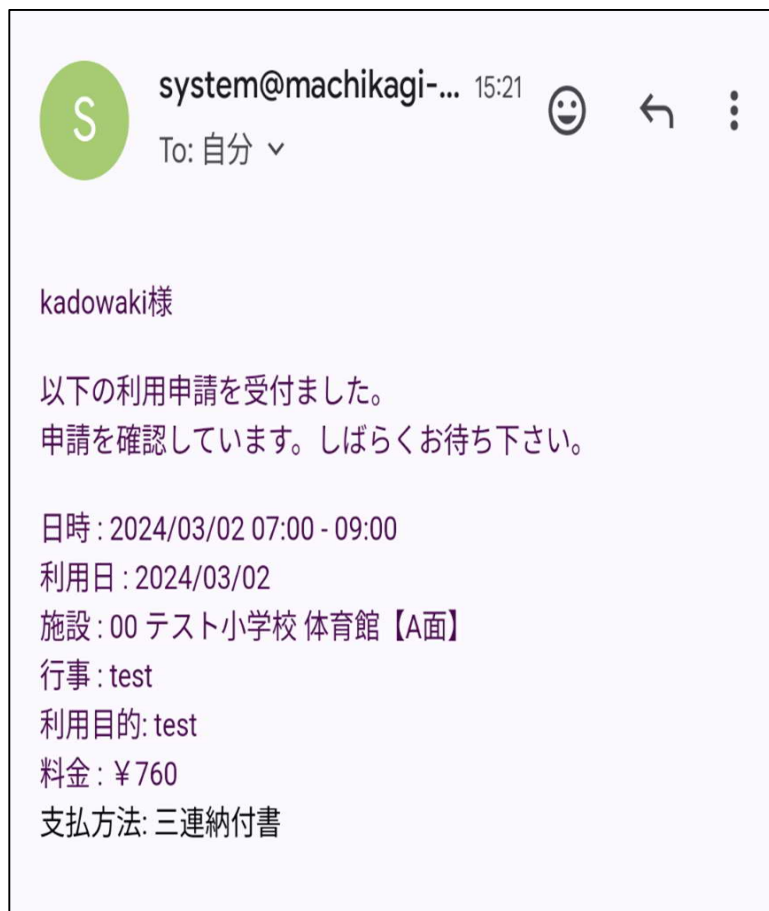 S
system@machikagi-... 15:21
To: 自分
kadowaki様
以下の利用申請を受付ました。
申請を確認しています。しばらくお待ち下さい。
日時 : 2024/03/02 07:00 - 09:00
利用日 : 2024/03/02
施設 : 00 テスト小学校 体育館【A面】
行事 : test
利用目的: test
料金 : ￥760
支払方法: 三連納付書